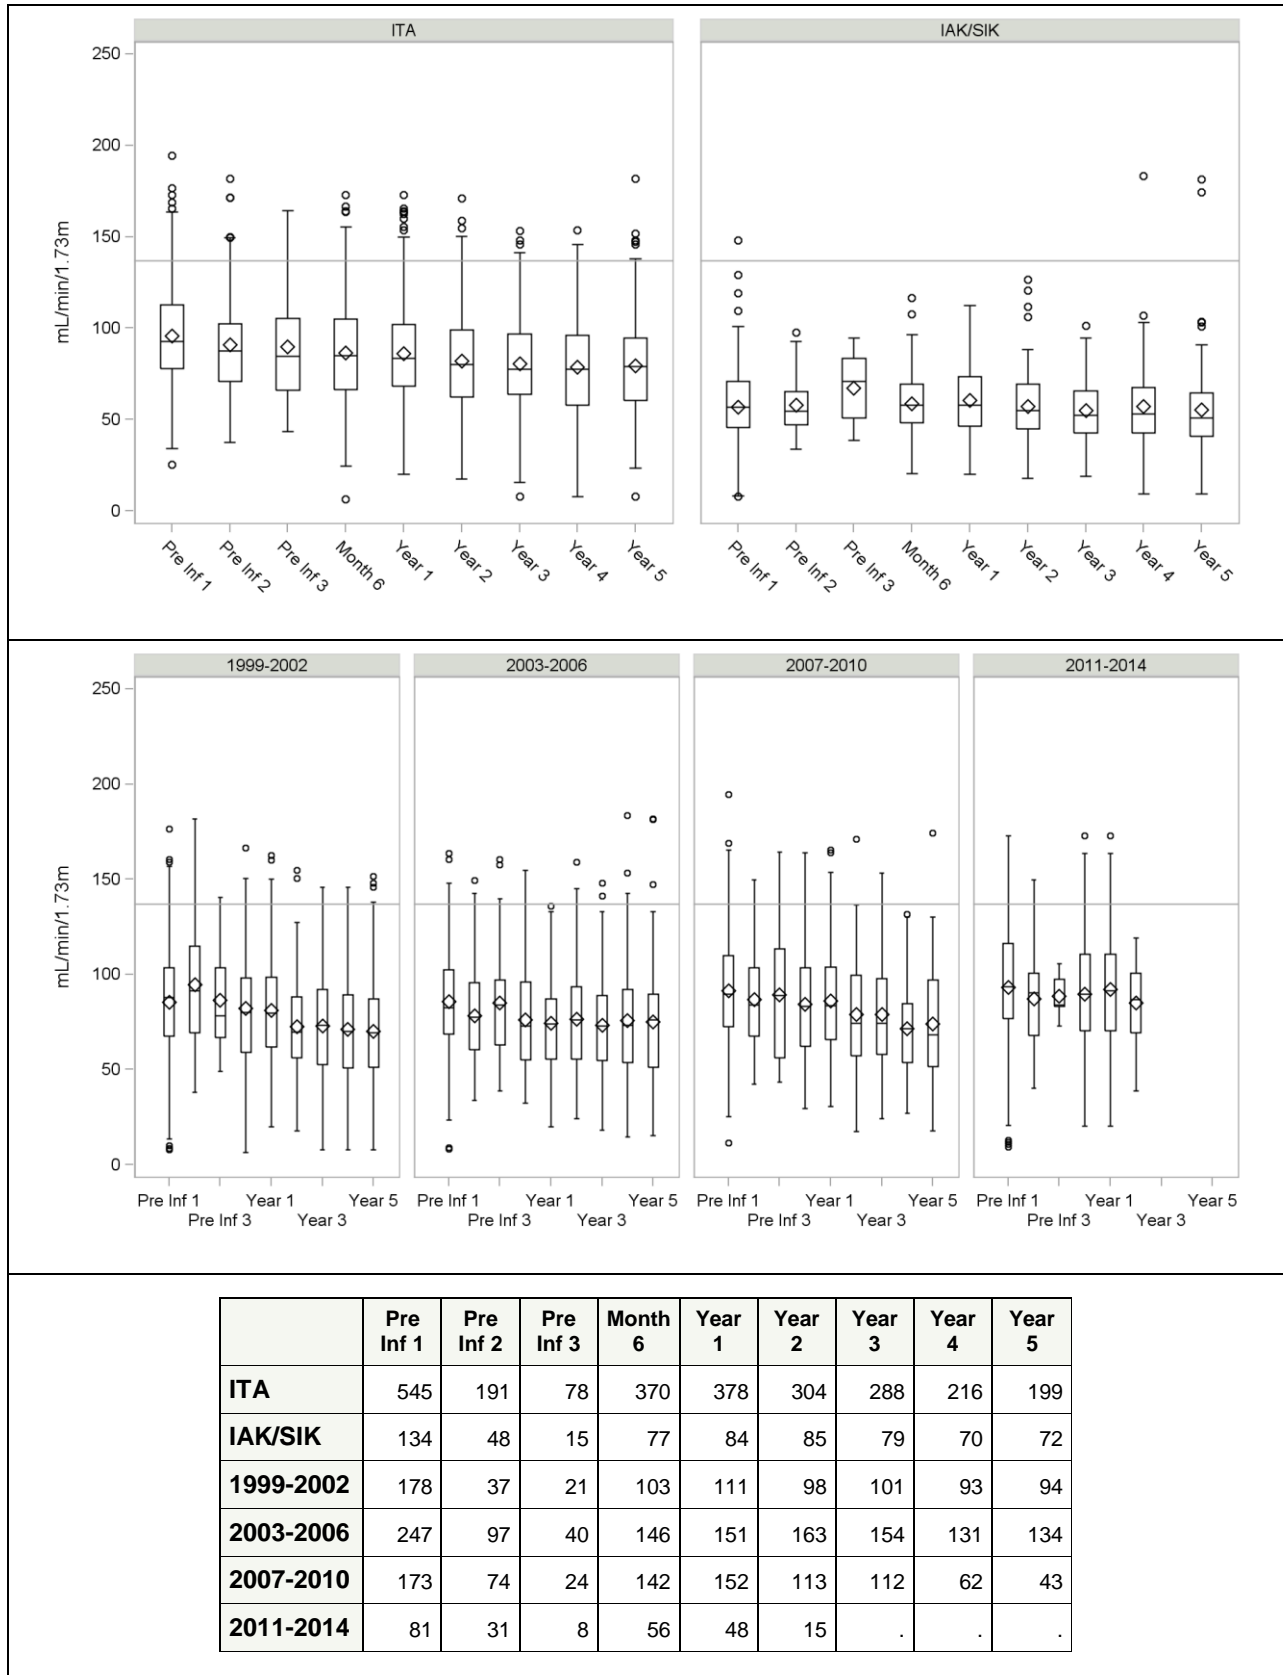 ITA IAK/SIK
250
200
150
100
50
0
mL/min/1.73m
Pre Inf 1 Pre Inf 2 Pre Inf 3 Month 6 Year 1 Year 2 Year 3 Year 4 Year 5 Pre Inf 1 Pre Inf 2 Pre Inf 3 Month 6 Year 1 Year 2 Year 3 Year 4 Year 5
1999-2002 2003-2006 2007-2010 2011-2014
250
200
150
100
50
0
mL/min/1.73m
Pre Inf 1 Year 1 Year 5 Pre Inf 1 Year 1 Year 5 Pre Inf 1 Year 1 Year 5 Pre Inf 1 Year 1 Year 5
Pre Inf 3 Year 3 Pre Inf 3 Year 3 Pre Inf 3 Year 3 Pre Inf 3 Year 3
Pre Pre Pre Month Year Year Year Year Year
Inf 1 Inf 2 Inf 3 6 1 2 3 4 5
ITA 545 191 78 370 378 304 288 216 199
IAK/SIK 134 48 15 77 84 85 79 70 72
1999-2002 178 37 21 103 111 98 101 93 94
2003-2006 247 97 40 146 151 163 154 131 134
2007-2010 173 74 24 142 152 113 112 62 43
2011-2014 81 31 8 56 48 15 . . .